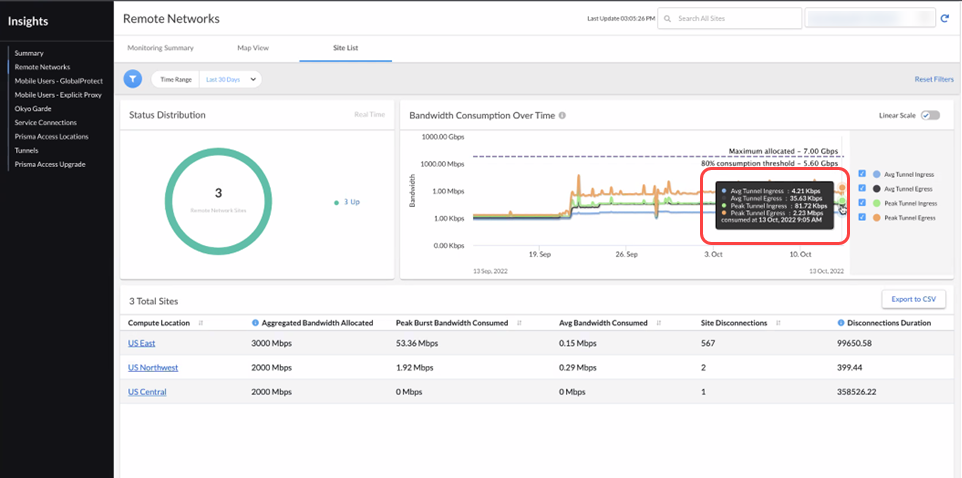 Insights
Summary
Remote Networks
Mobile Users - GlobalProtect
Mobile Users - Explicit Proxy
Okyo Garde
Service Connections
Prisma Access Locations
Tunnels
Prisma Access Upgrade
Remote Networks
Last Update 03:05:26 PM
Search All Sites
Monitoring Summary
Map View
Site List
Time Range
Last 30 Days
Reset Filters
Status Distribution
Real Time
3
Remote Network Sites
3 Up
Bandwidth Consumption Over Time
Linear Scale
Bandwidth
1000.00 Gbps
1000.00 Mbps
1.00 Mbps
1.00 Kbps
0.00 Kbps
Maximum allocated - 7.00 Gbps
80% consumption threshold - 5.60 Gbps
Avg Tunnel Ingress : 4.21 Kbps
Avg Tunnel Egress : 35.63 Kbps
Peak Tunnel Ingress : 81.72 Kbps
Peak Tunnel Egress : 2.23 Mbps
consumed at 13 Oct, 2022 9:05 AM
19. Sep
26. Sep
3. Oct
10. Oct
13 Sep, 2022
13 Oct, 2022
Avg Tunnel Ingress
Avg Tunnel Egress
Peak Tunnel Ingress
Peak Tunnel Egress
3 Total Sites
Export to CSV
Compute Location Aggregated Bandwidth Allocated Peak Burst Bandwidth Consumed Avg Bandwidth Consumed Site Disconnections Disconnections Duration
US East 3000 Mbps 53.36 Mbps 0.15 Mbps 567 99650.58
US Northwest 2000 Mbps 1.92 Mbps 0.29 Mbps 2 399.44
US Central 2000 Mbps 0 Mbps 0 Mbps 1 358526.22